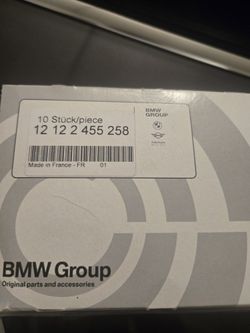 10 Stück/piece
BMW
GROUP
12 12 2 455 258
Made in France - FR 01
BMW Group
Original parts and accessories